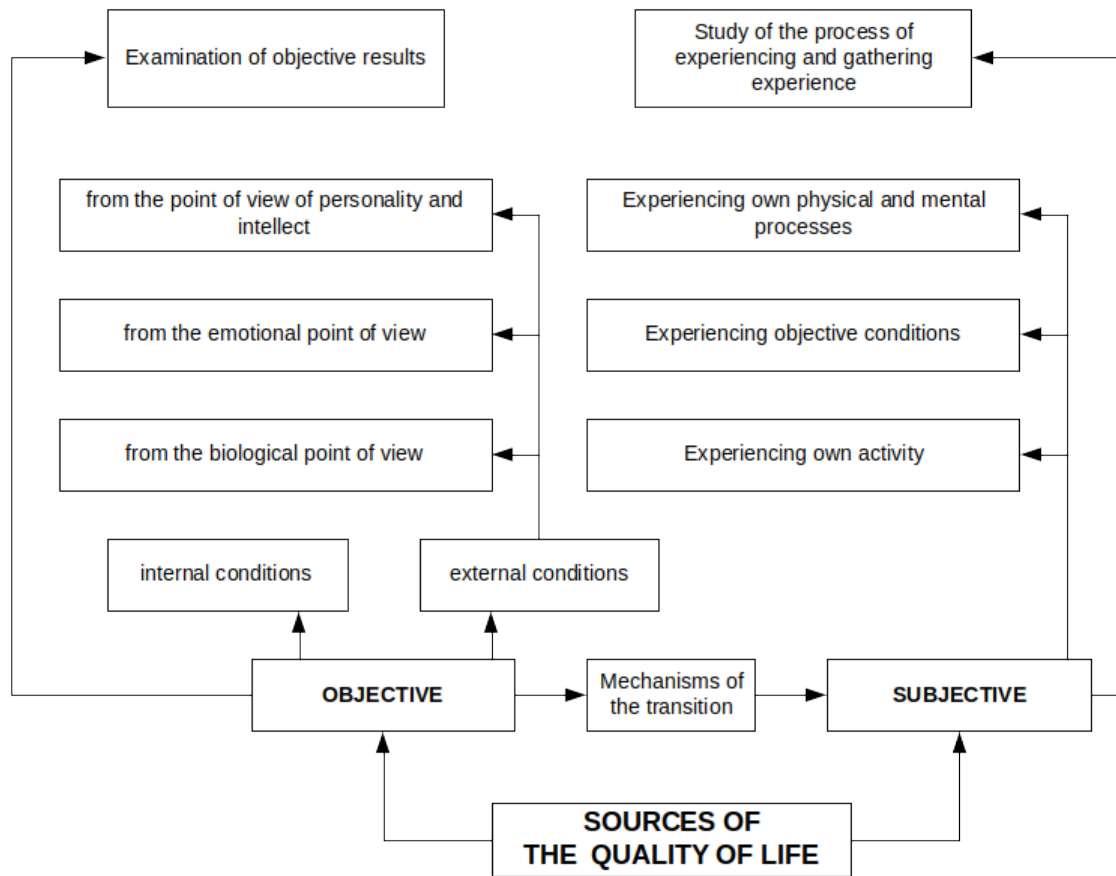 Examination of objective results
Study of the process of
experiencing and gathering
experience
from the point of view of personality and
intellect
Experiencing own physical and mental
processes
from the emotional point of view
Experiencing objective conditions
from the biological point of view
Experiencing own activity
internal conditions
external conditions
OBJECTIVE
Mechanisms of
the transition
SUBJECTIVE
SOURCES OF
THE QUALITY OF LIFE